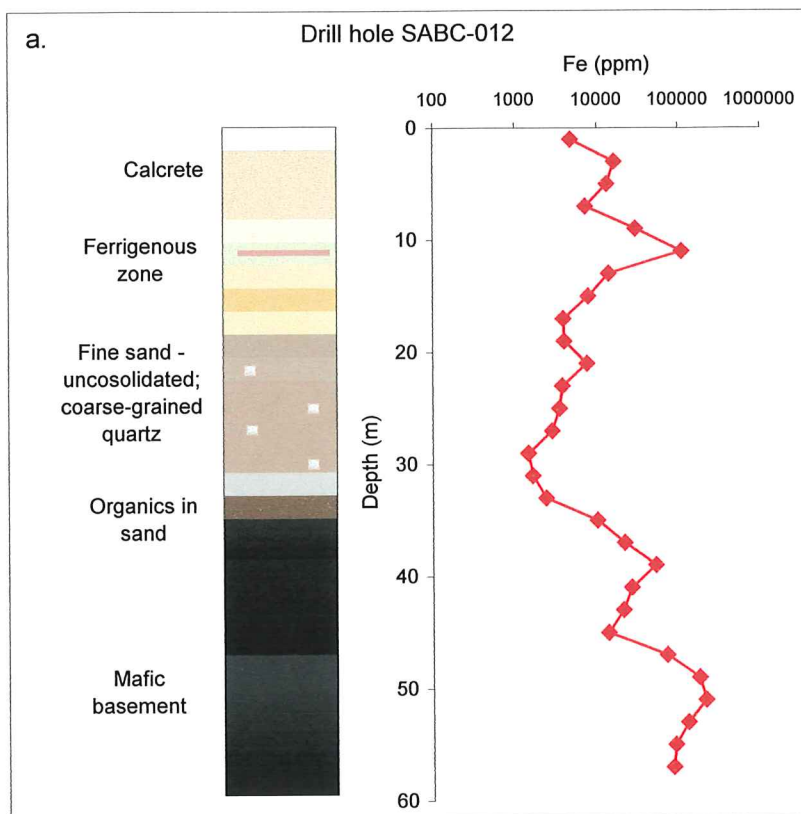 a.
Drill hole SABC-012
Fe (ppm)
100 1000 10000 100000 1000000
Calcrete
Ferrigenous
zone
Fine sand -
uncosolidated;
coarse-grained
quartz
Organics in
sand
Mafic
basement
Depth (m)
0
10
20
30
40
50
60